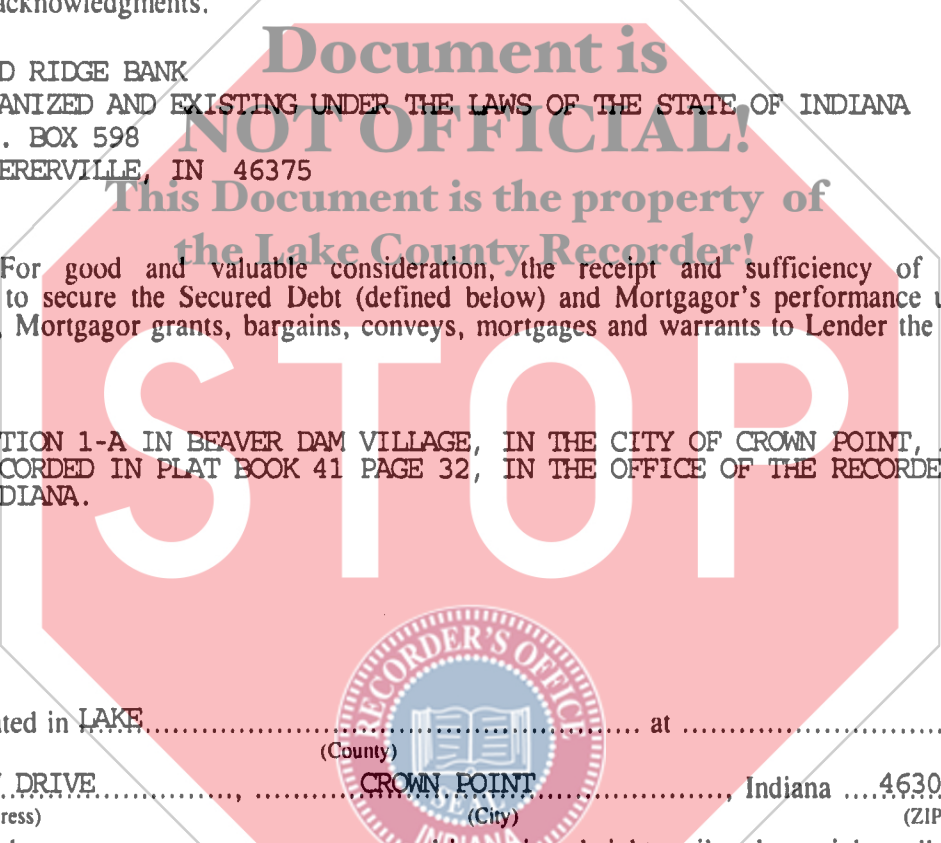 acknowledgments.
Document is
D RIDGE BANK
ANIZED AND EXISTING UNDER THE LAWS OF THE STATE OF INDIANA
NOT OFFICIAL!
. BOX 598
ERERVILLE, IN 46375
This Document is the property of
the Lake County Recorder!
For good and valuable consideration, the receipt and sufficiency of
to secure the Secured Debt (defined below) and Mortgagor's performance
, Mortgagor grants, bargains, conveys, mortgages and warrants to Lender the
STOP
TION 1-A IN BEAVER DAM VILLAGE, IN THE CITY OF CROWN POINT,
CORDED IN PLAT BOOK 41 PAGE 32, IN THE OFFICE OF THE RECORDE
DIANA.
RECORDER'S OFFICE
ated in LAKE at
(County)
DRIVE, CROWN POINT, Indiana 4630
ress) (City) (ZIP
SEAL
INDIANA